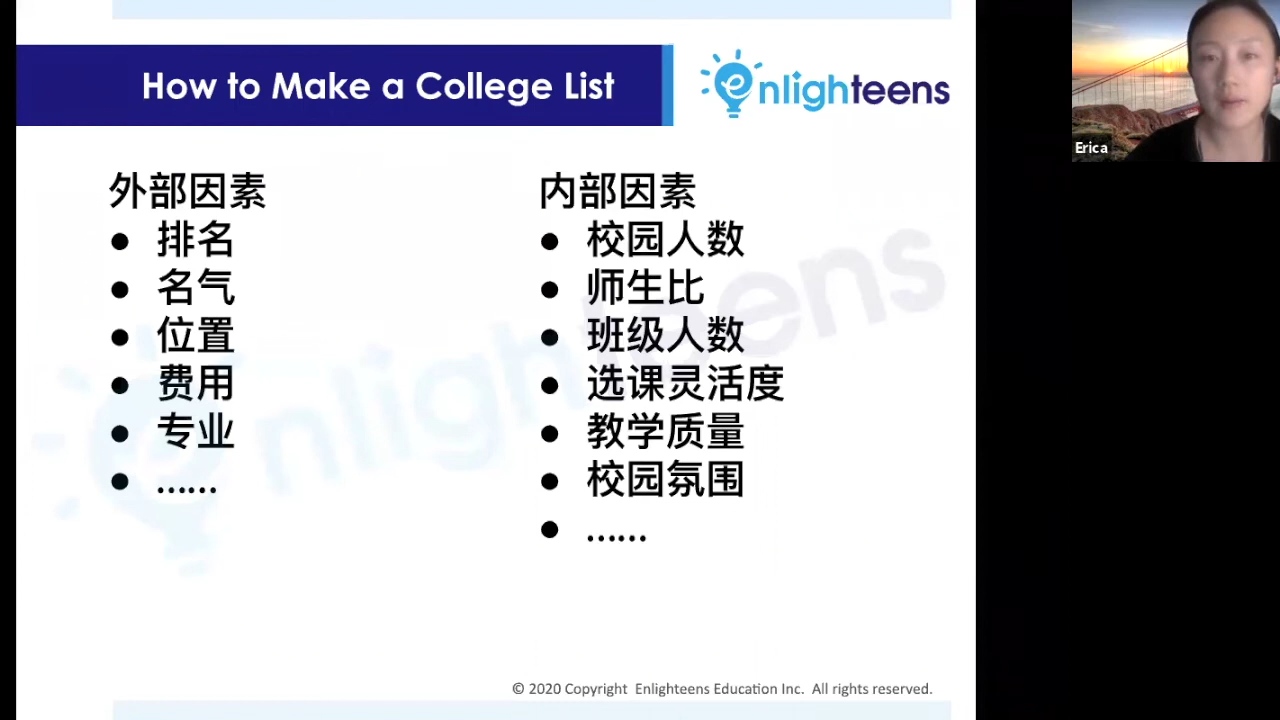 How to Make a College List
enlighteens
Erica
外部因素
● 排名
● 名气
● 位置
● 费用
● 专业
● ……
内部因素
● 校园人数
● 师生比
● 班级人数
● 选课灵活度
● 教学质量
● 校园氛围
● ……
enlighteens
© 2020 Copyright Enlighteens Education Inc. All rights reserved.